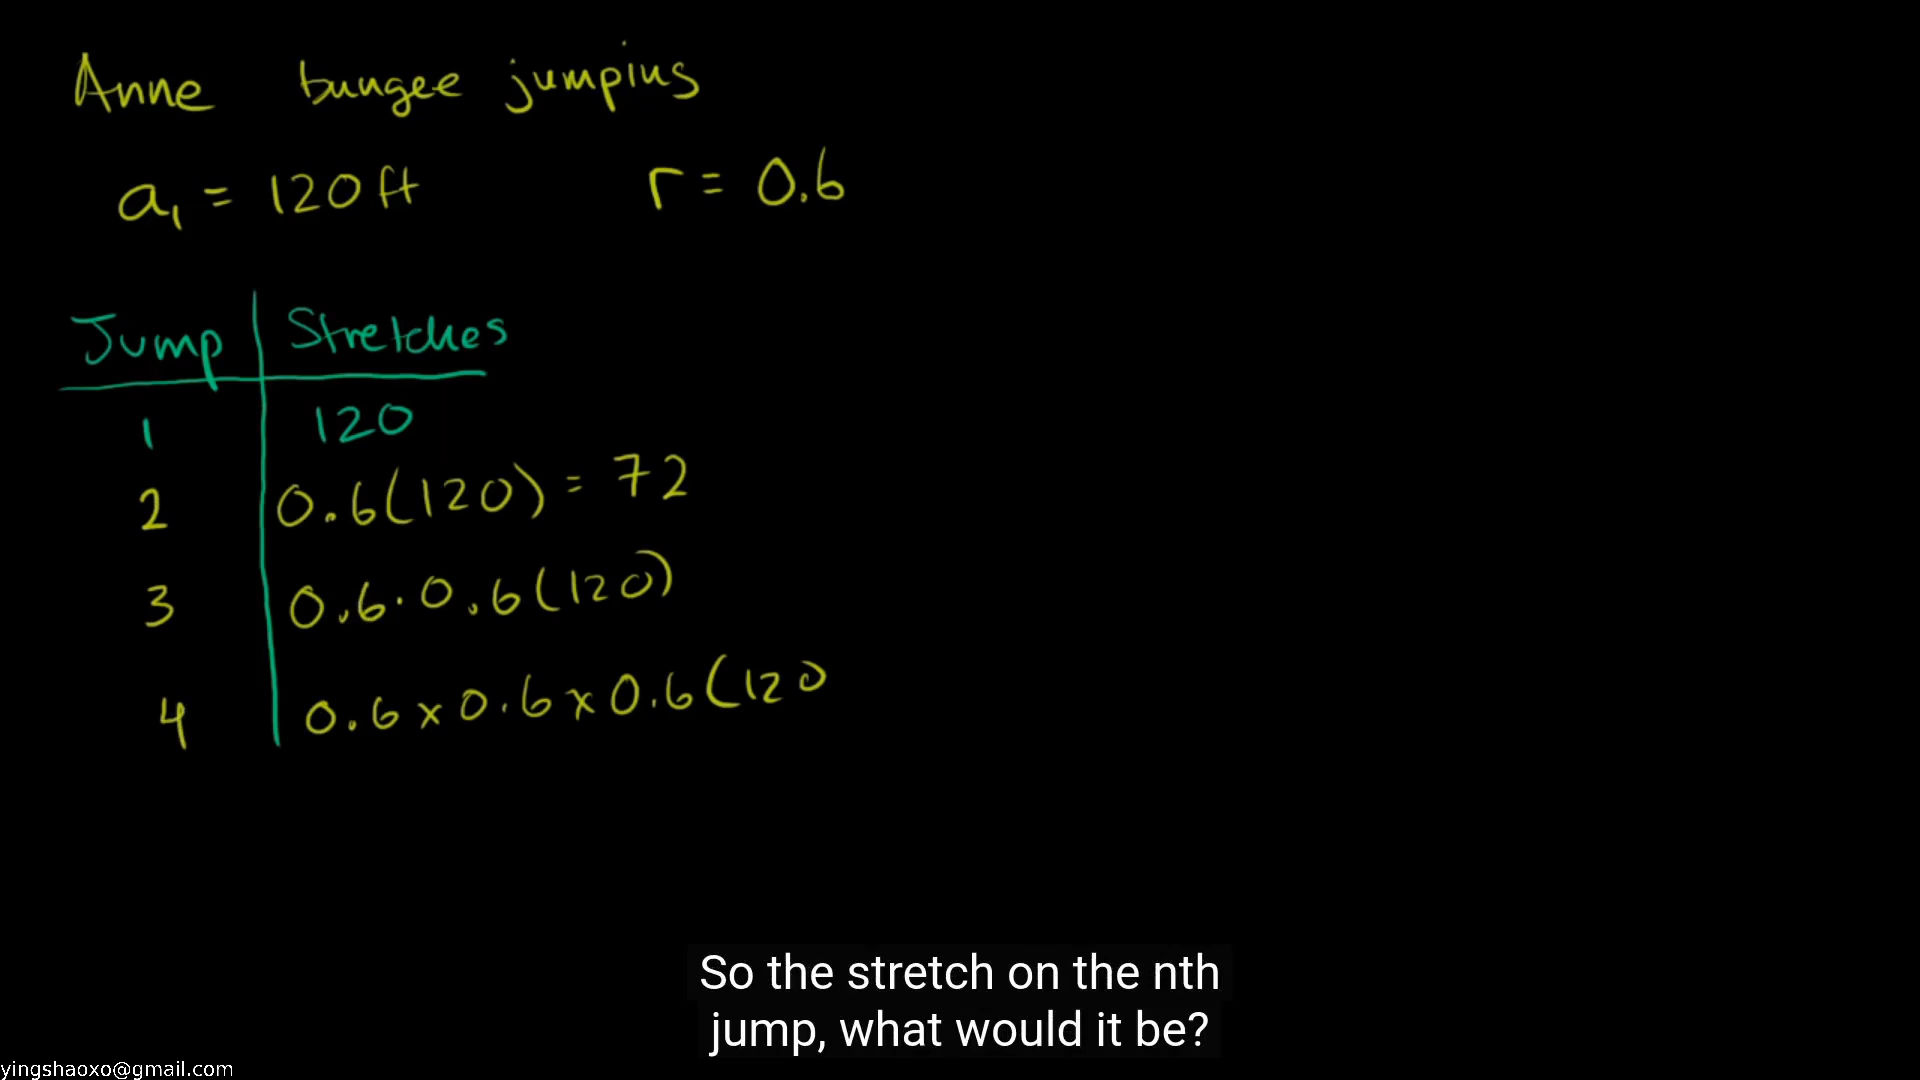 Anne bungee jumping
a₁ = 120 ft r = 0.6
Jump Stretches
1 120
2 0.6(120) = 72
3 0.6·0.6(120)
4 0.6×0.6×0.6(120
So the stretch on the nth
jump, what would it be?
yingshaoxo@gmail.com